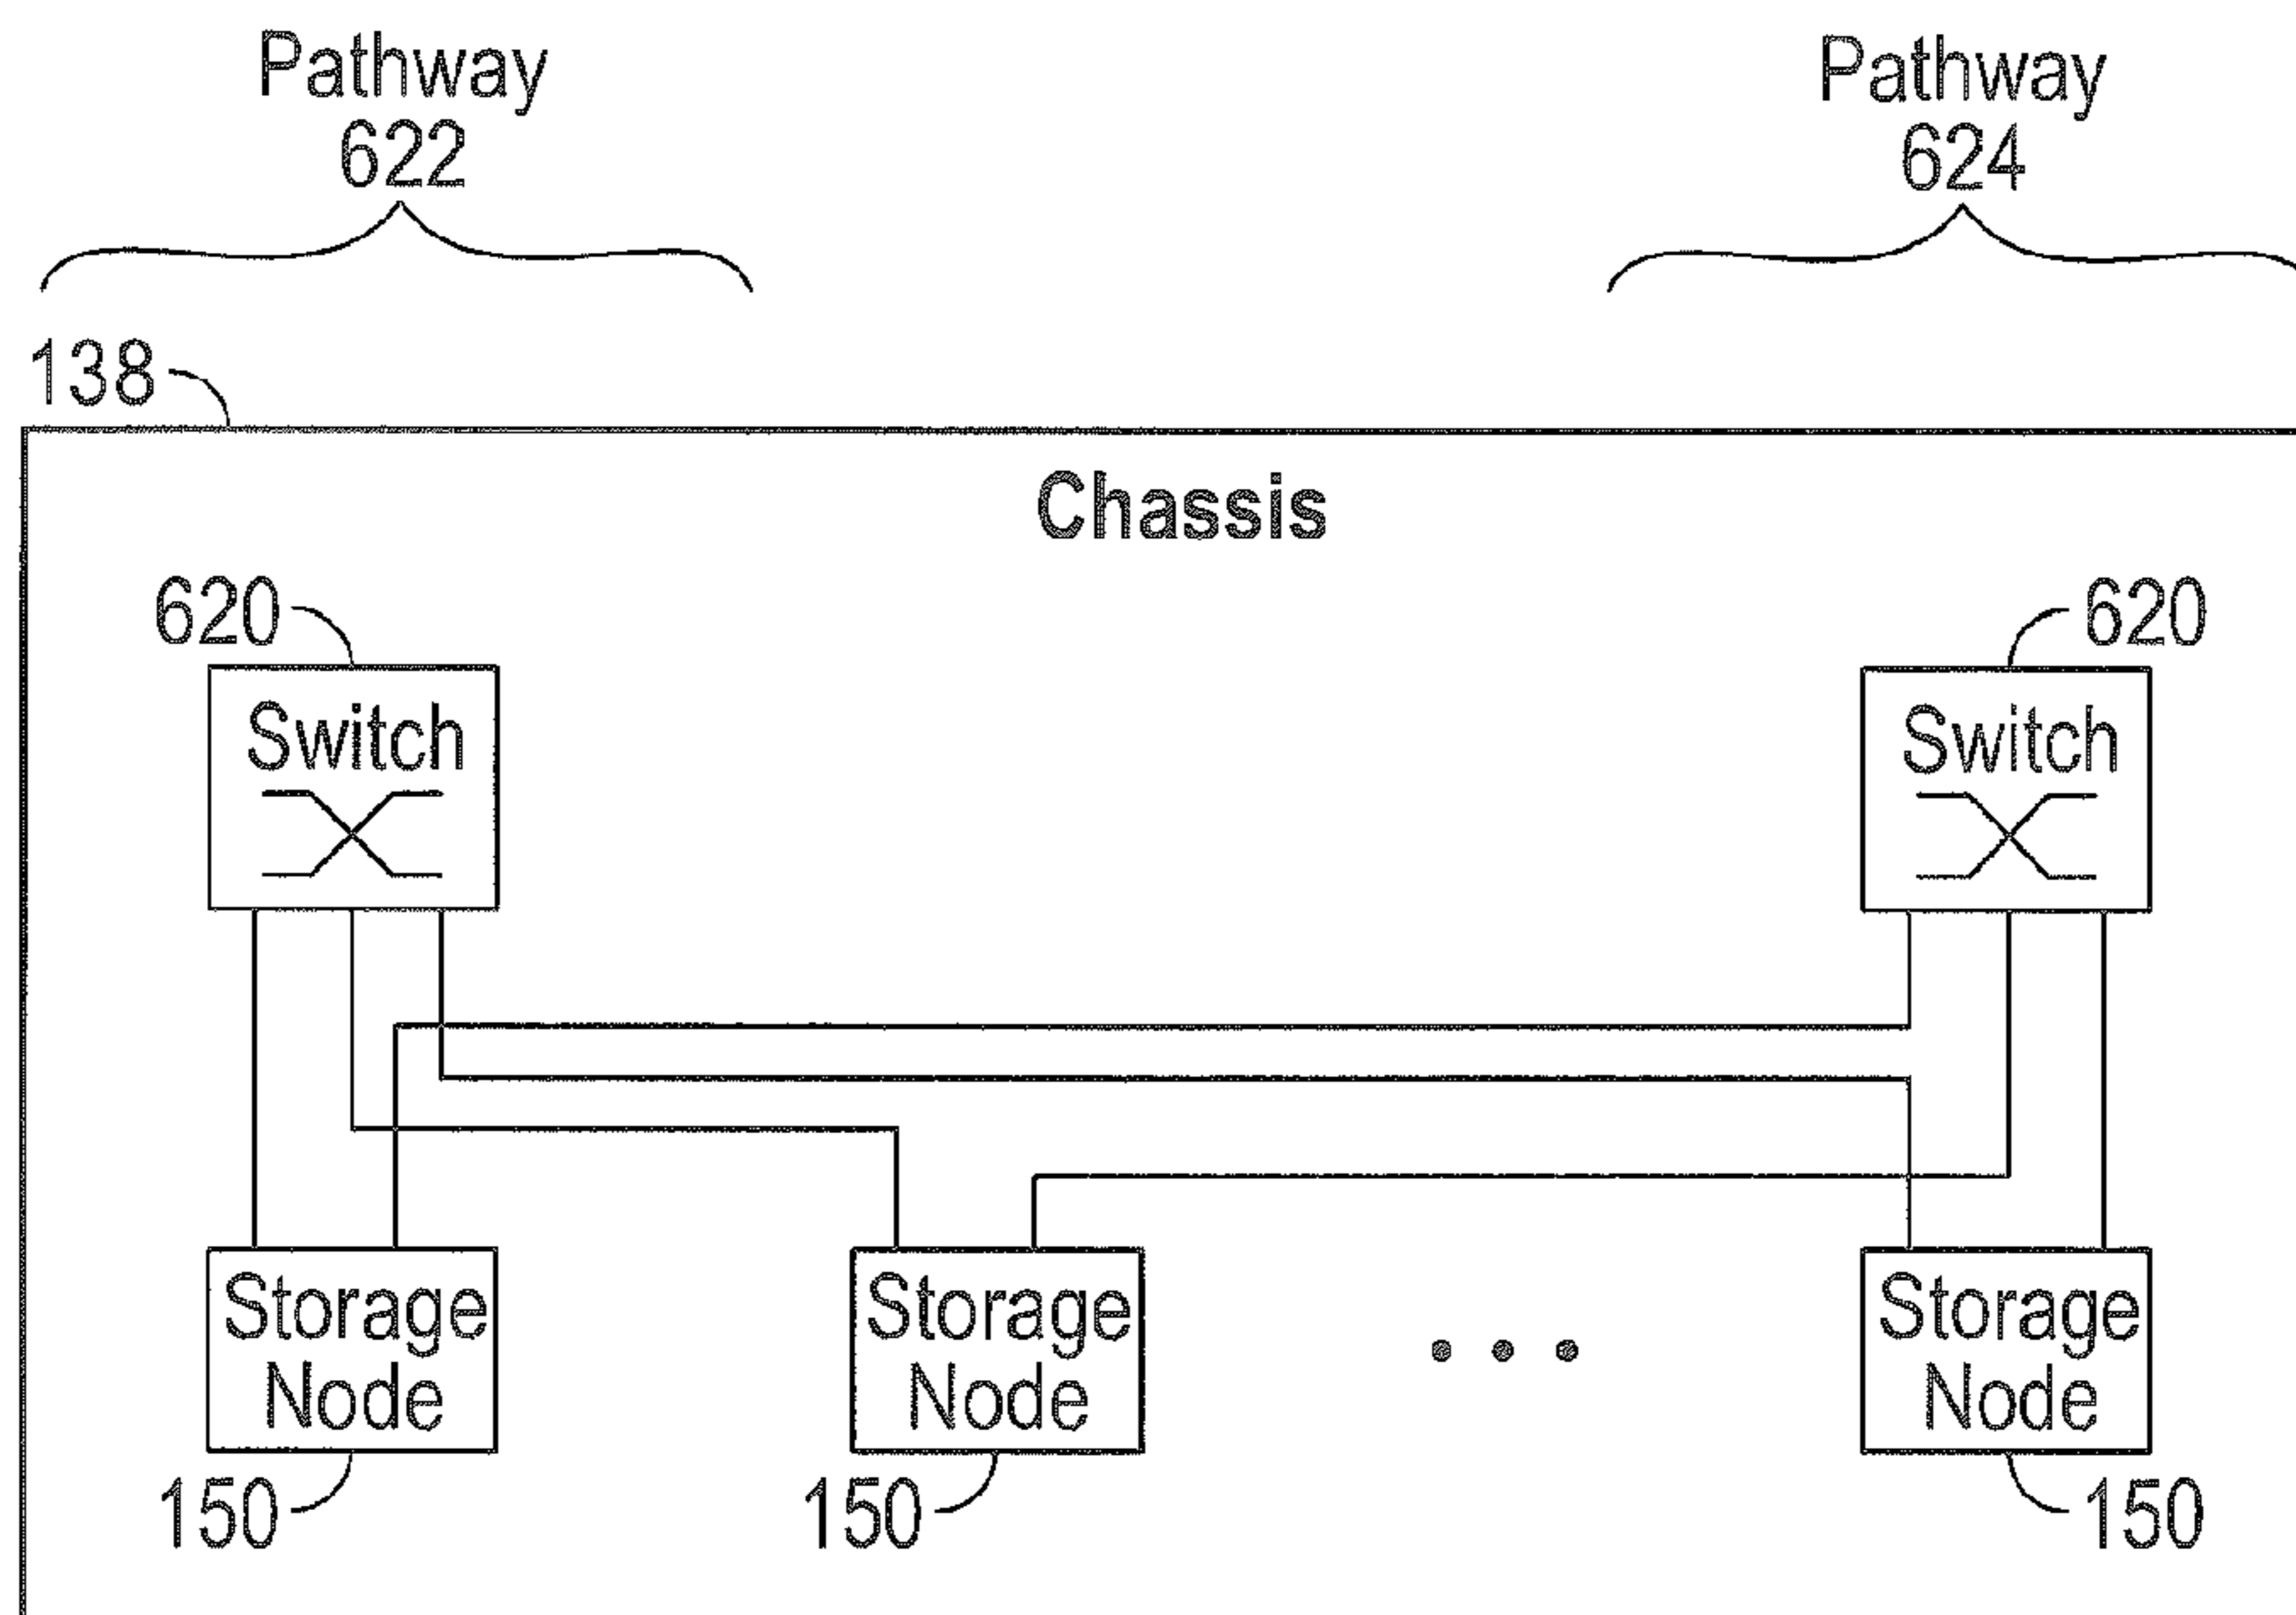 Pathway
622
Pathway
624
138
Chassis
620
620
Switch
Switch
Storage
Node
Storage
Node
Storage
Node
150
150
150